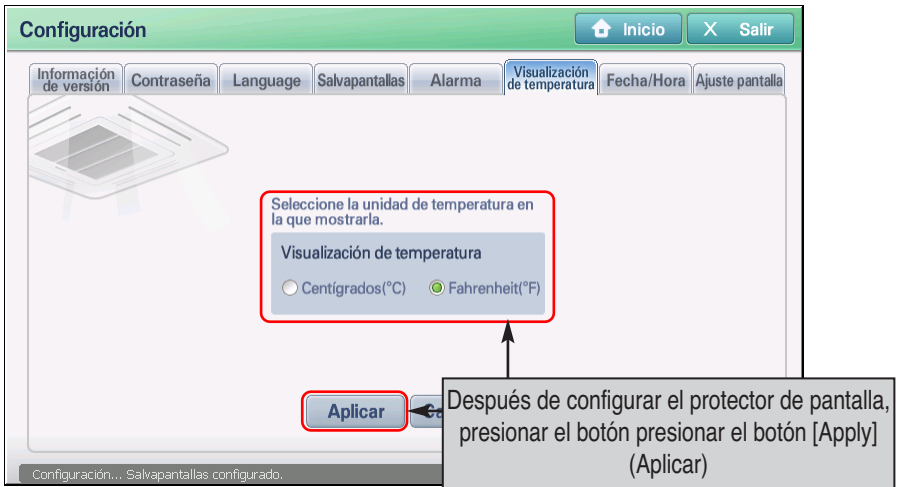 Configuración
Inicio
X Salir
Información
de versión
Contraseña
Language
Salvapantallas
Alarma
Visualización
de temperatura
Fecha/Hora
Ajuste pantalla
Seleccione la unidad de temperatura en
la que mostrarla.
Visualización de temperatura
Centígrados(°C)
Fahrenheit(°F)
Aplicar
Después de configurar el protector de pantalla,
presionar el botón presionar el botón [Apply]
(Aplicar)
Configuración... Salvapantallas configurado.